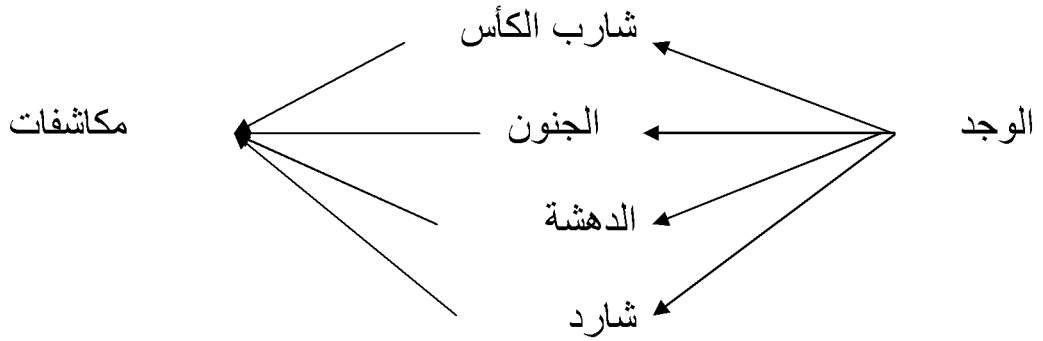 شارب الكأس
الوجد
الجنون
مكاشفات
الدهشة
شارد